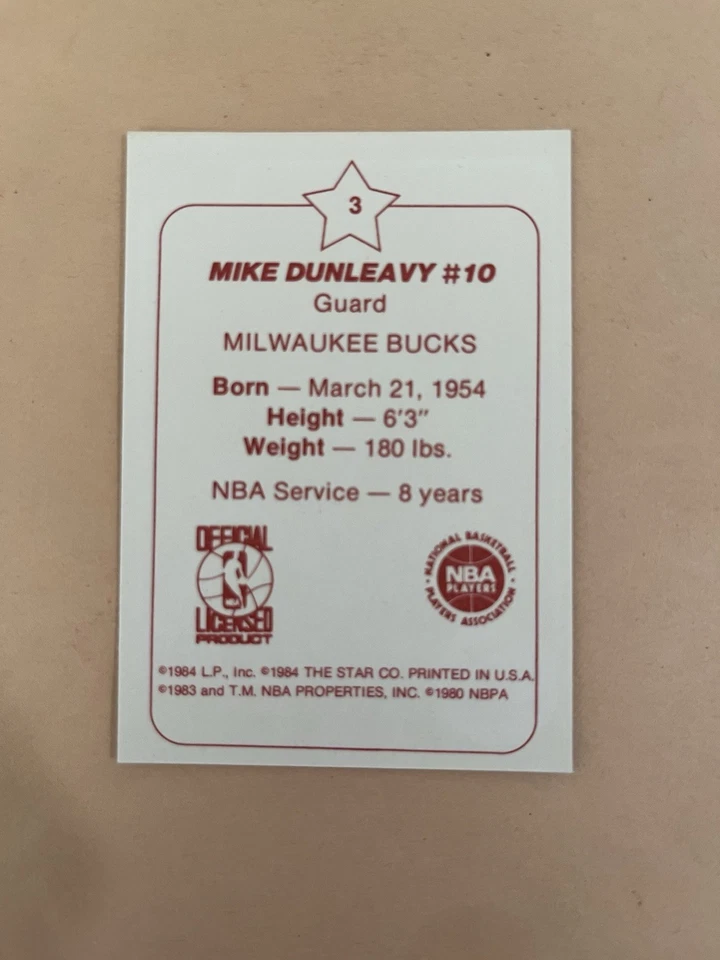 3
MIKE DUNLEAVY #10
Guard
MILWAUKEE BUCKS
Born — March 21, 1954
Height — 6'3"
Weight — 180 lbs.
NBA Service — 8 years
OFFICIAL
LICENSED
PRODUCT
NATIONAL BASKETBALL
NBA
PLAYERS
PLAYERS ASSOCIATION
©1984 L.P., Inc. ©1984 THE STAR CO. PRINTED IN U.S.A.
©1983 and T.M. NBA PROPERTIES, INC. ©1980 NBPA